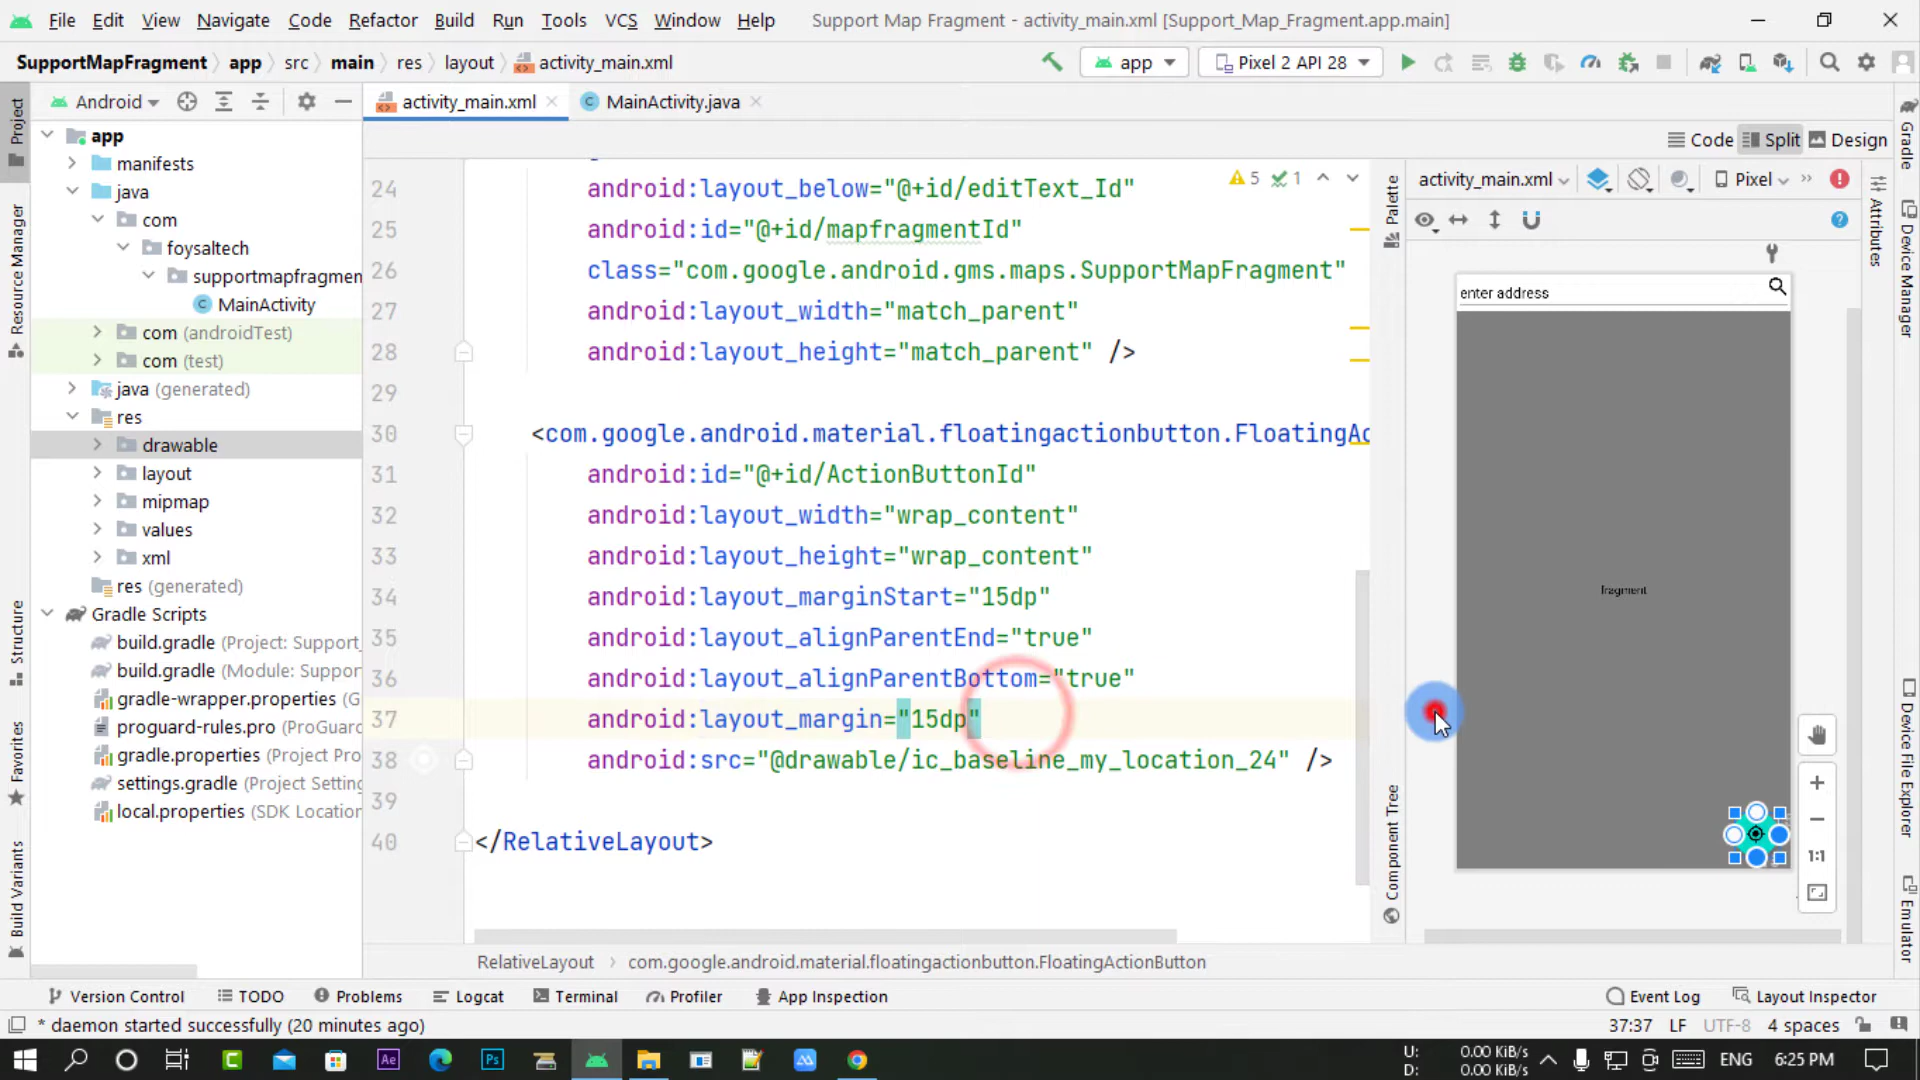 File Edit View Navigate Code Refactor Build Run Tools VCS Window Help Support Map Fragment - activity_main.xml [Support_Map_Fragment.app.main]
SupportMapFragment app src main res layout activity_main.xml app Pixel 2 API 28
Android activity_main.xml MainActivity.java
Code Split Design
app
manifests
java
com
foysaltech
supportmapfragmen
MainActivity
com (androidTest)
com (test)
java (generated)
res
drawable
layout
mipmap
values
xml
res (generated)
Gradle Scripts
build.gradle (Project: Support_
build.gradle (Module: Suppor
gradle-wrapper.properties (G
proguard-rules.pro (ProGuar
gradle.properties (Project Prop
settings.gradle (Project Setting
local.properties (SDK Location
Project
Resource Manager
Structure
Favorites
Build Variants
24 android:layout_below="@+id/editText_Id"
25 android:id="@+id/mapfragmentId"
26 class="com.google.android.gms.maps.SupportMapFragment"
27 android:layout_width="match_parent"
28 android:layout_height="match_parent" />
29
30 <com.google.android.material.floatingactionbutton.FloatingAc
31 android:id="@+id/ActionButtonId"
32 android:layout_width="wrap_content"
33 android:layout_height="wrap_content"
34 android:layout_marginStart="15dp"
35 android:layout_alignParentEnd="true"
36 android:layout_alignParentBottom="true"
37 android:layout_margin="15dp"
38 android:src="@drawable/ic_baseline_my_location_24" />
39
40 </RelativeLayout>
5 1
Palette
Component Tree
activity_main.xml Pixel
enter address
fragment
1:1
Attributes
Gradle
Device Manager
Device File Explorer
Emulator
RelativeLayout com.google.android.material.floatingactionbutton.FloatingActionButton
Version Control TODO Problems Logcat Terminal Profiler App Inspection Event Log Layout Inspector
* daemon started successfully (20 minutes ago) 37:37 LF UTF-8 4 spaces
U: 0.00 KiB/s
D: 0.00 KiB/s
ENG 6:25 PM